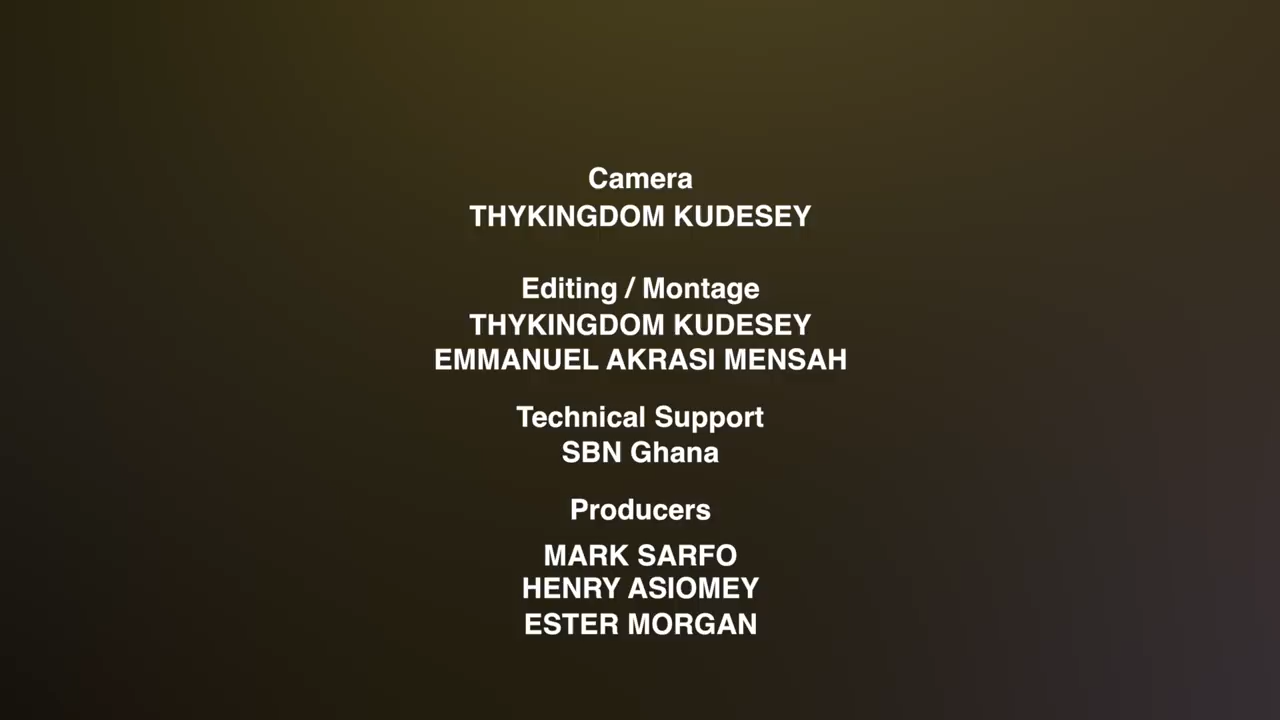 Camera
THYKINGDOM KUDESEY
Editing / Montage
THYKINGDOM KUDESEY
EMMANUEL AKRASI MENSAH
Technical Support
SBN Ghana
Producers
MARK SARFO
HENRY ASIOMEY
ESTER MORGAN